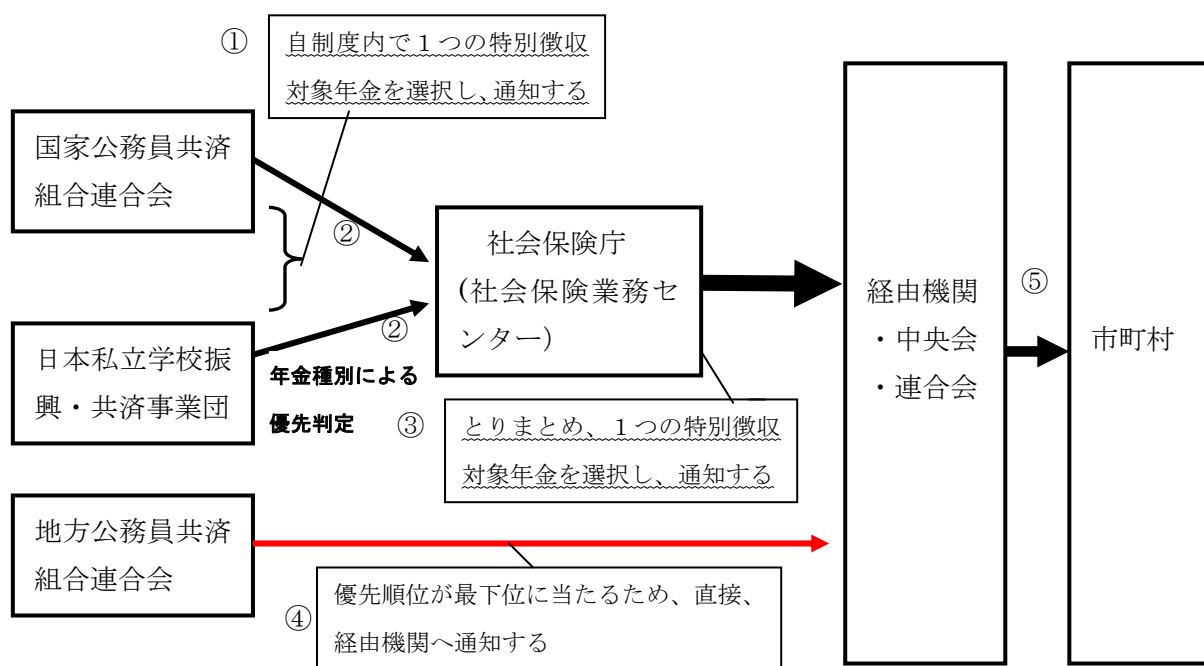 ①
自制度内で１つの特別徴収
対象年金を選択し、通知する
国家公務員共済
組合連合会
②
社会保険庁
(社会保険業務セ
ンター)
経由機関
・中央会
・連合会
⑤
市町村
日本私立学校振
興・共済事業団
②
年金種別による
優先判定
③
とりまとめ、１つの特別徴収
対象年金を選択し、通知する
地方公務員共済
組合連合会
④
優先順位が最下位に当たるため、直接、
経由機関へ通知する